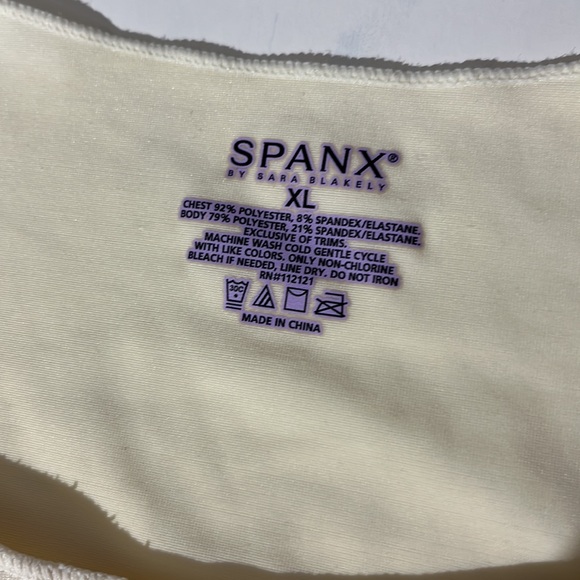 SPANX®
BY SARA BLAKELY
XL
CHEST 92% POLYESTER, 8% SPANDEX/ELASTANE.
BODY 79% POLYESTER, 21% SPANDEX/ELASTANE.
EXCLUSIVE OF TRIMS.
MACHINE WASH COLD GENTLE CYCLE
WITH LIKE COLORS. ONLY NON-CHLORINE
BLEACH IF NEEDED, LINE DRY. DO NOT IRON
RN#112121
30C
MADE IN CHINA